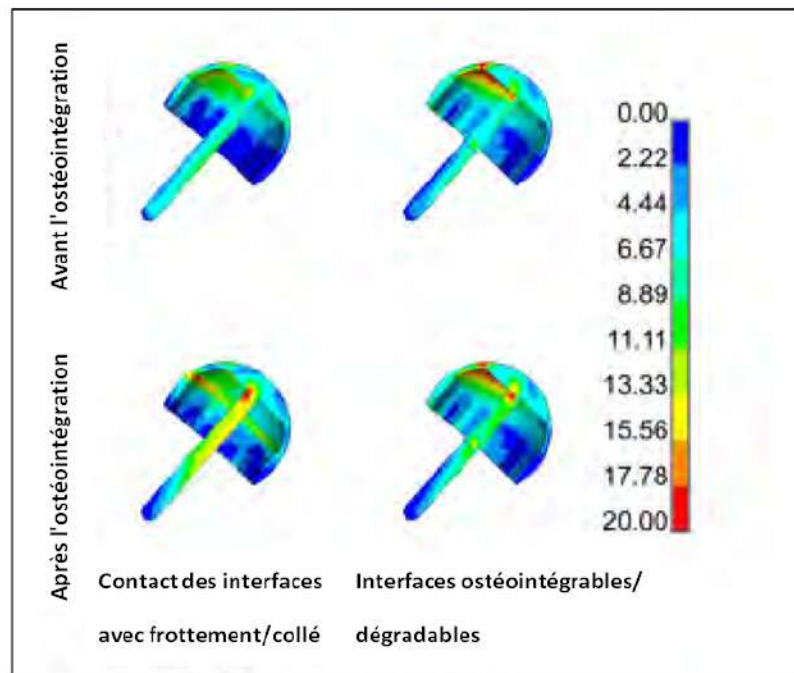 Avant l'ostéointégration
0.00
2.22
4.44
6.67
8.89
11.11
13.33
15.56
17.78
20.00
Après l'ostéointégration
Contact des interfaces
avec frottement/collé
Interfaces ostéointégrables/
dégradables